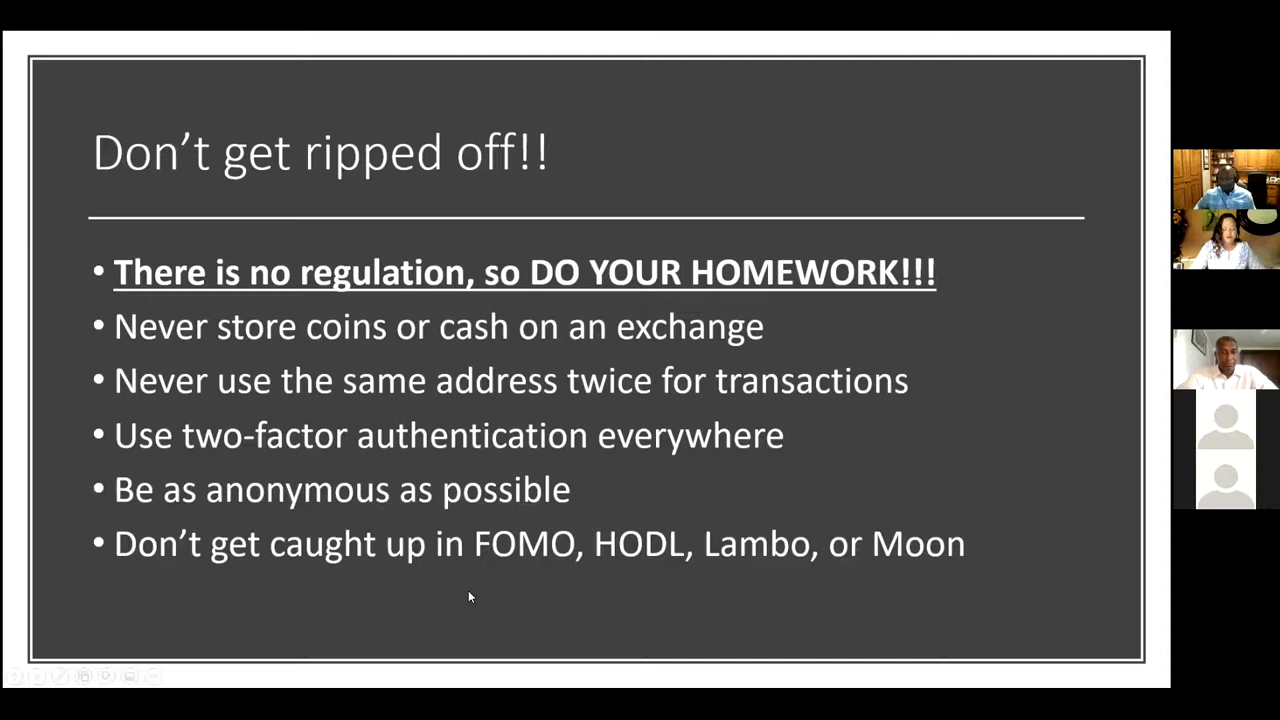 Don’t get ripped off!!
• There is no regulation, so DO YOUR HOMEWORK!!!
• Never store coins or cash on an exchange
• Never use the same address twice for transactions
• Use two-factor authentication everywhere
• Be as anonymous as possible
• Don’t get caught up in FOMO, HODL, Lambo, or Moon